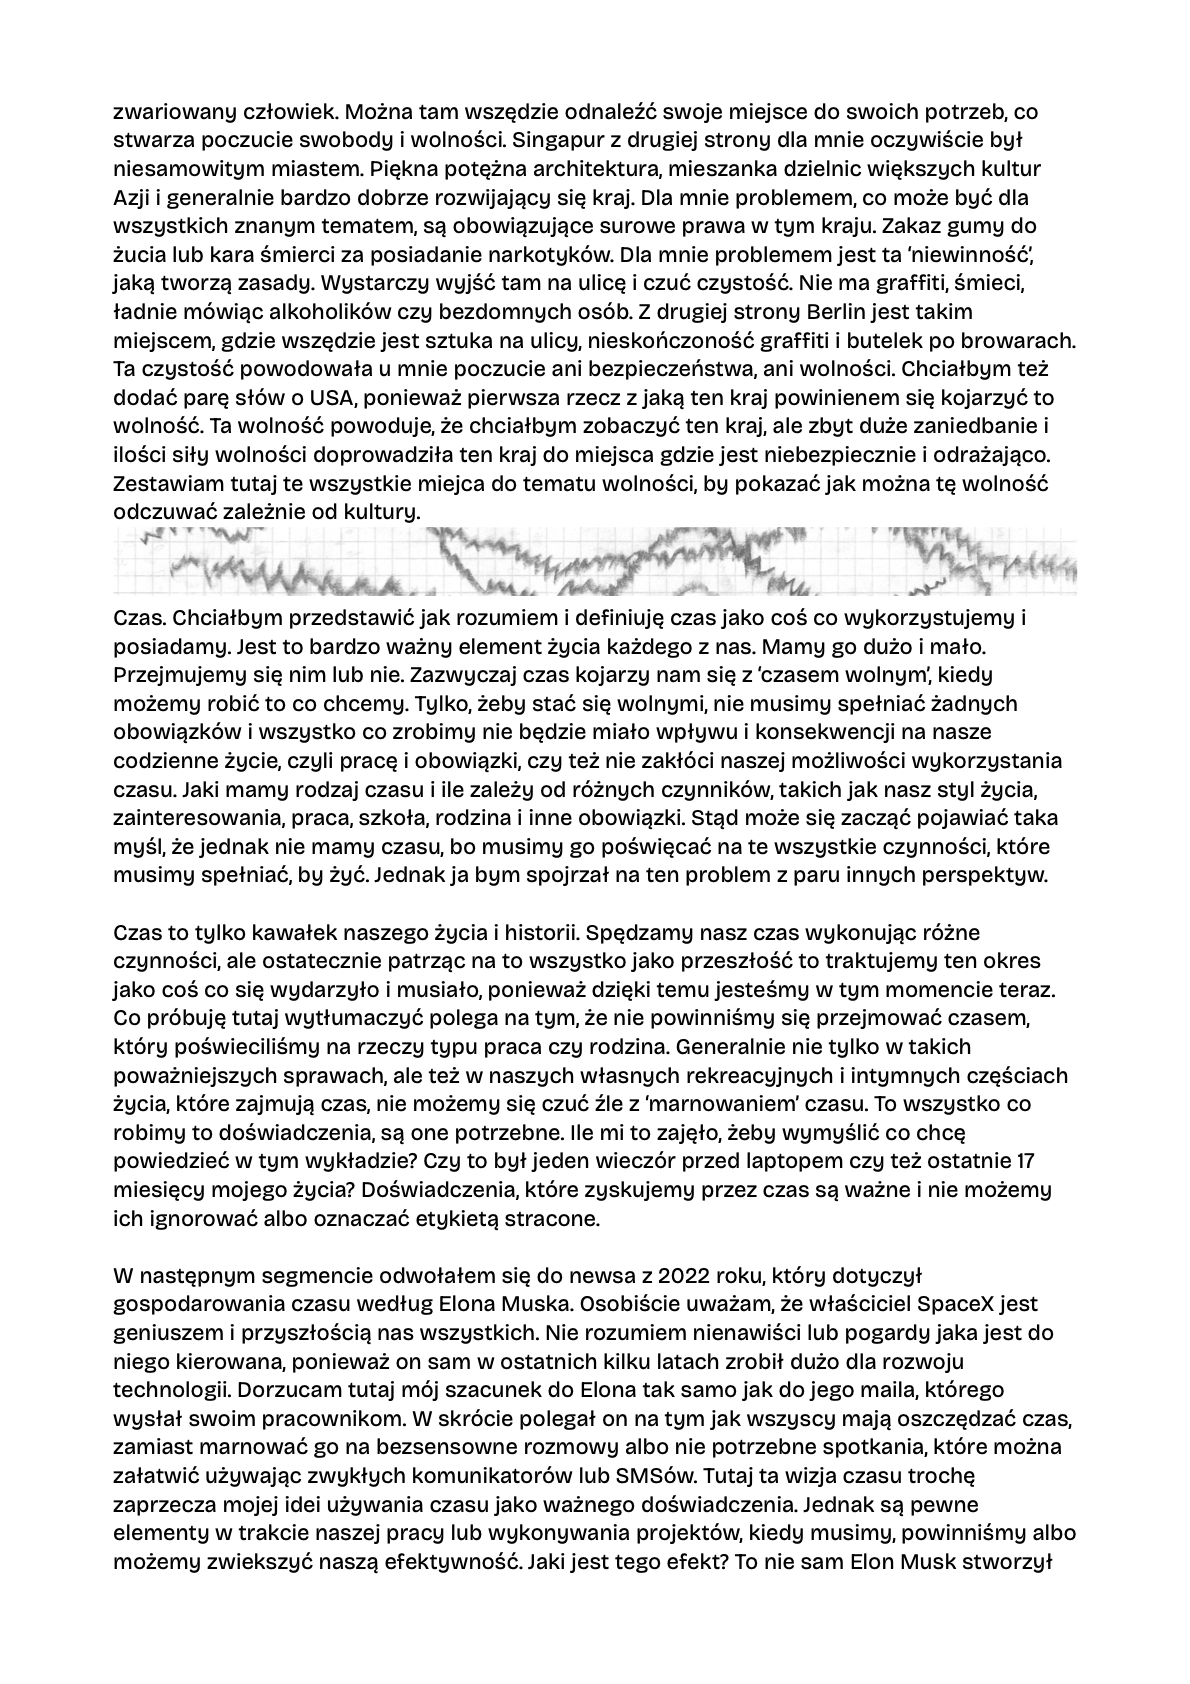 zwariowany człowiek. Można tam wszędzie odnaleźć swoje miejsce do swoich potrzeb, co
stwarza poczucie swobody i wolności. Singapur z drugiej strony dla mnie oczywiście był
niesamowitym miastem. Piękna potężna architektura, mieszanka dzielnic większych kultur
Azji i generalnie bardzo dobrze rozwijający się kraj. Dla mnie problemem, co może być dla
wszystkich znanym tematem, są obowiązujące surowe prawa w tym kraju. Zakaz gumy do
żucia lub kara śmierci za posiadanie narkotyków. Dla mnie problemem jest ta ‘niewinność’,
jaką tworzą zasady. Wystarczy wyjść tam na ulicę i czuć czystość. Nie ma graffiti, śmieci,
ładnie mówiąc alkoholików czy bezdomnych osób. Z drugiej strony Berlin jest takim
miejscem, gdzie wszędzie jest sztuka na ulicy, nieskończoność graffiti i butelek po browarach.
Ta czystość powodowała u mnie poczucie ani bezpieczeństwa, ani wolności. Chciałbym też
dodać parę słów o USA, ponieważ pierwsza rzecz z jaką ten kraj powinienem się kojarzyć to
wolność. Ta wolność powoduje, że chciałbym zobaczyć ten kraj, ale zbyt duże zaniedbanie i
ilości siły wolności doprowadziła ten kraj do miejsca gdzie jest niebezpiecznie i odrażająco.
Zestawiam tutaj te wszystkie miejca do tematu wolności, by pokazać jak można tę wolność
odczuwać zależnie od kultury.
Czas. Chciałbym przedstawić jak rozumiem i definiuję czas jako coś co wykorzystujemy i
posiadamy. Jest to bardzo ważny element życia każdego z nas. Mamy go dużo i mało.
Przejmujemy się nim lub nie. Zazwyczaj czas kojarzy nam się z ‘czasem wolnym’, kiedy
możemy robić to co chcemy. Tylko, żeby stać się wolnymi, nie musimy spełniać żadnych
obowiązków i wszystko co zrobimy nie będzie miało wpływu i konsekwencji na nasze
codzienne życie, czyli pracę i obowiązki, czy też nie zakłóci naszej możliwości wykorzystania
czasu. Jaki mamy rodzaj czasu i ile zależy od różnych czynników, takich jak nasz styl życia,
zainteresowania, praca, szkoła, rodzina i inne obowiązki. Stąd może się zacząć pojawiać taka
myśl, że jednak nie mamy czasu, bo musimy go poświęcać na te wszystkie czynności, które
musimy spełniać, by żyć. Jednak ja bym spojrzał na ten problem z paru innych perspektyw.
Czas to tylko kawałek naszego życia i historii. Spędzamy nasz czas wykonując różne
czynności, ale ostatecznie patrząc na to wszystko jako przeszłość to traktujemy ten okres
jako coś co się wydarzyło i musiało, ponieważ dzięki temu jesteśmy w tym momencie teraz.
Co próbuję tutaj wytłumaczyć polega na tym, że nie powinniśmy się przejmować czasem,
który poświeciliśmy na rzeczy typu praca czy rodzina. Generalnie nie tylko w takich
poważniejszych sprawach, ale też w naszych własnych rekreacyjnych i intymnych częściach
życia, które zajmują czas, nie możemy się czuć źle z ‘marnowaniem’ czasu. To wszystko co
robimy to doświadczenia, są one potrzebne. Ile mi to zajęło, żeby wymyślić co chcę
powiedzieć w tym wykładzie? Czy to był jeden wieczór przed laptopem czy też ostatnie 17
miesięcy mojego życia? Doświadczenia, które zyskujemy przez czas są ważne i nie możemy
ich ignorować albo oznaczać etykietą stracone.
W następnym segmencie odwołałem się do newsa z 2022 roku, który dotyczył
gospodarowania czasu według Elona Muska. Osobiście uważam, że właściciel SpaceX jest
geniuszem i przyszłością nas wszystkich. Nie rozumiem nienawiści lub pogardy jaka jest do
niego kierowana, ponieważ on sam w ostatnich kilku latach zrobił dużo dla rozwoju
technologii. Dorzucam tutaj mój szacunek do Elona tak samo jak do jego maila, którego
wysłał swoim pracownikom. W skrócie polegał on na tym jak wszyscy mają oszczędzać czas,
zamiast marnować go na bezsensowne rozmowy albo nie potrzebne spotkania, które można
załatwić używając zwykłych komunikatorów lub SMSów. Tutaj ta wizja czasu trochę
zaprzecza mojej idei używania czasu jako ważnego doświadczenia. Jednak są pewne
elementy w trakcie naszej pracy lub wykonywania projektów, kiedy musimy, powinniśmy albo
możemy zwiekszyć naszą efektywność. Jaki jest tego efekt? To nie sam Elon Musk stworzył